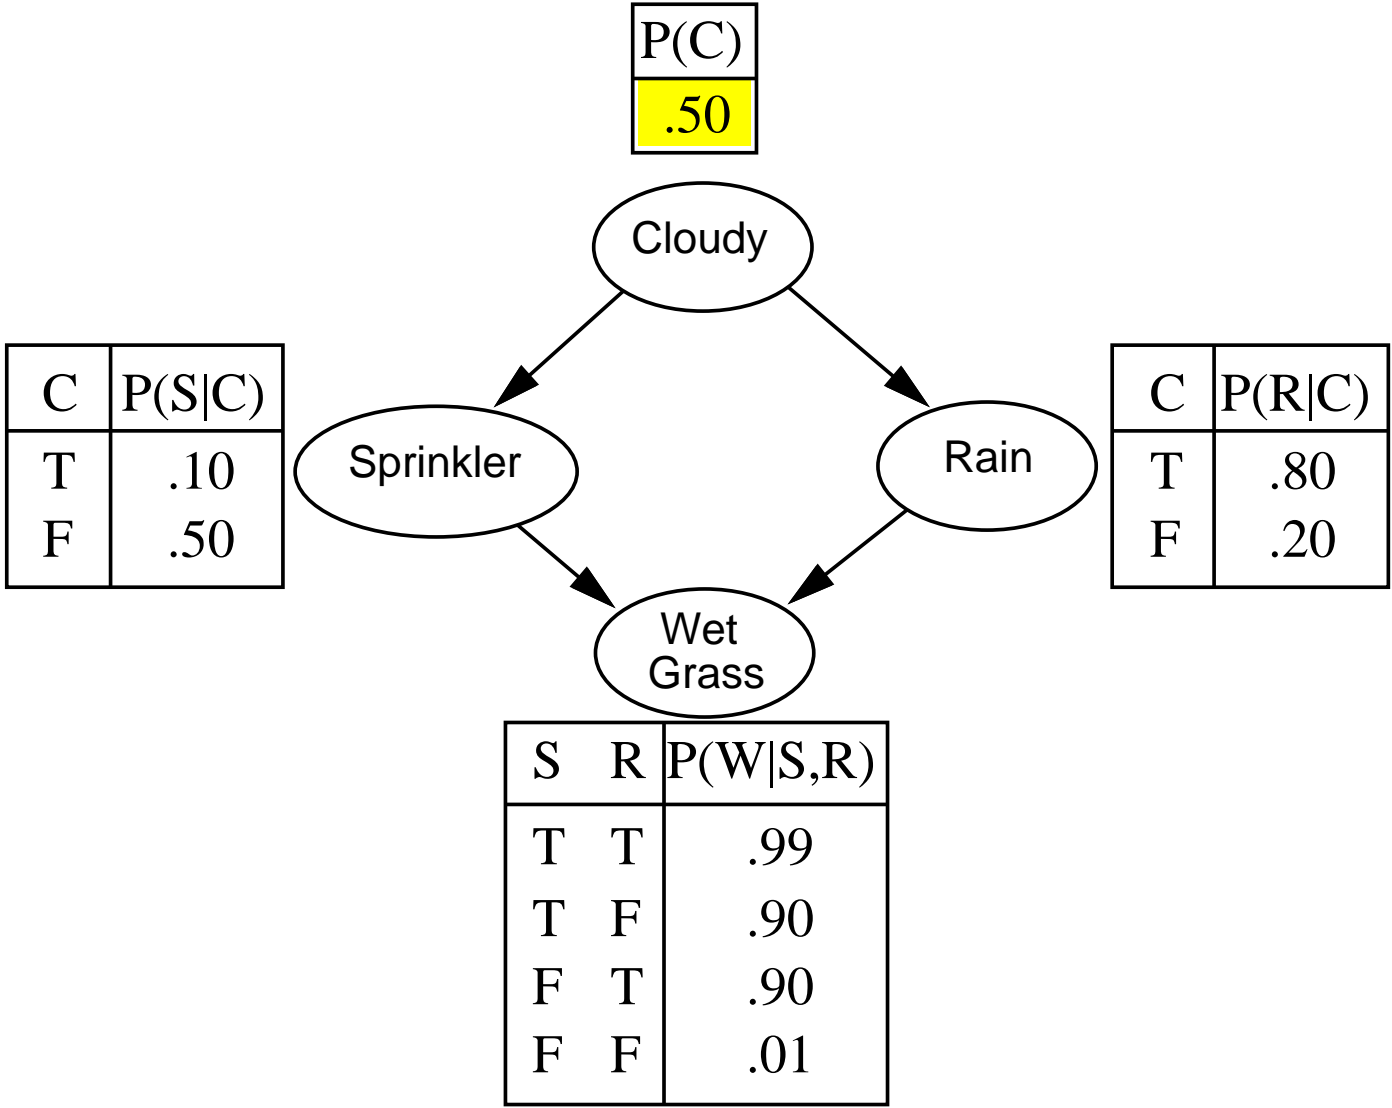 P(C)
.50
Cloudy
C P(S|C)
T .10
F .50
Sprinkler
Rain
C P(R|C)
T .80
F .20
Wet
Grass
S R P(W|S,R)
T T .99
T F .90
F T .90
F F .01